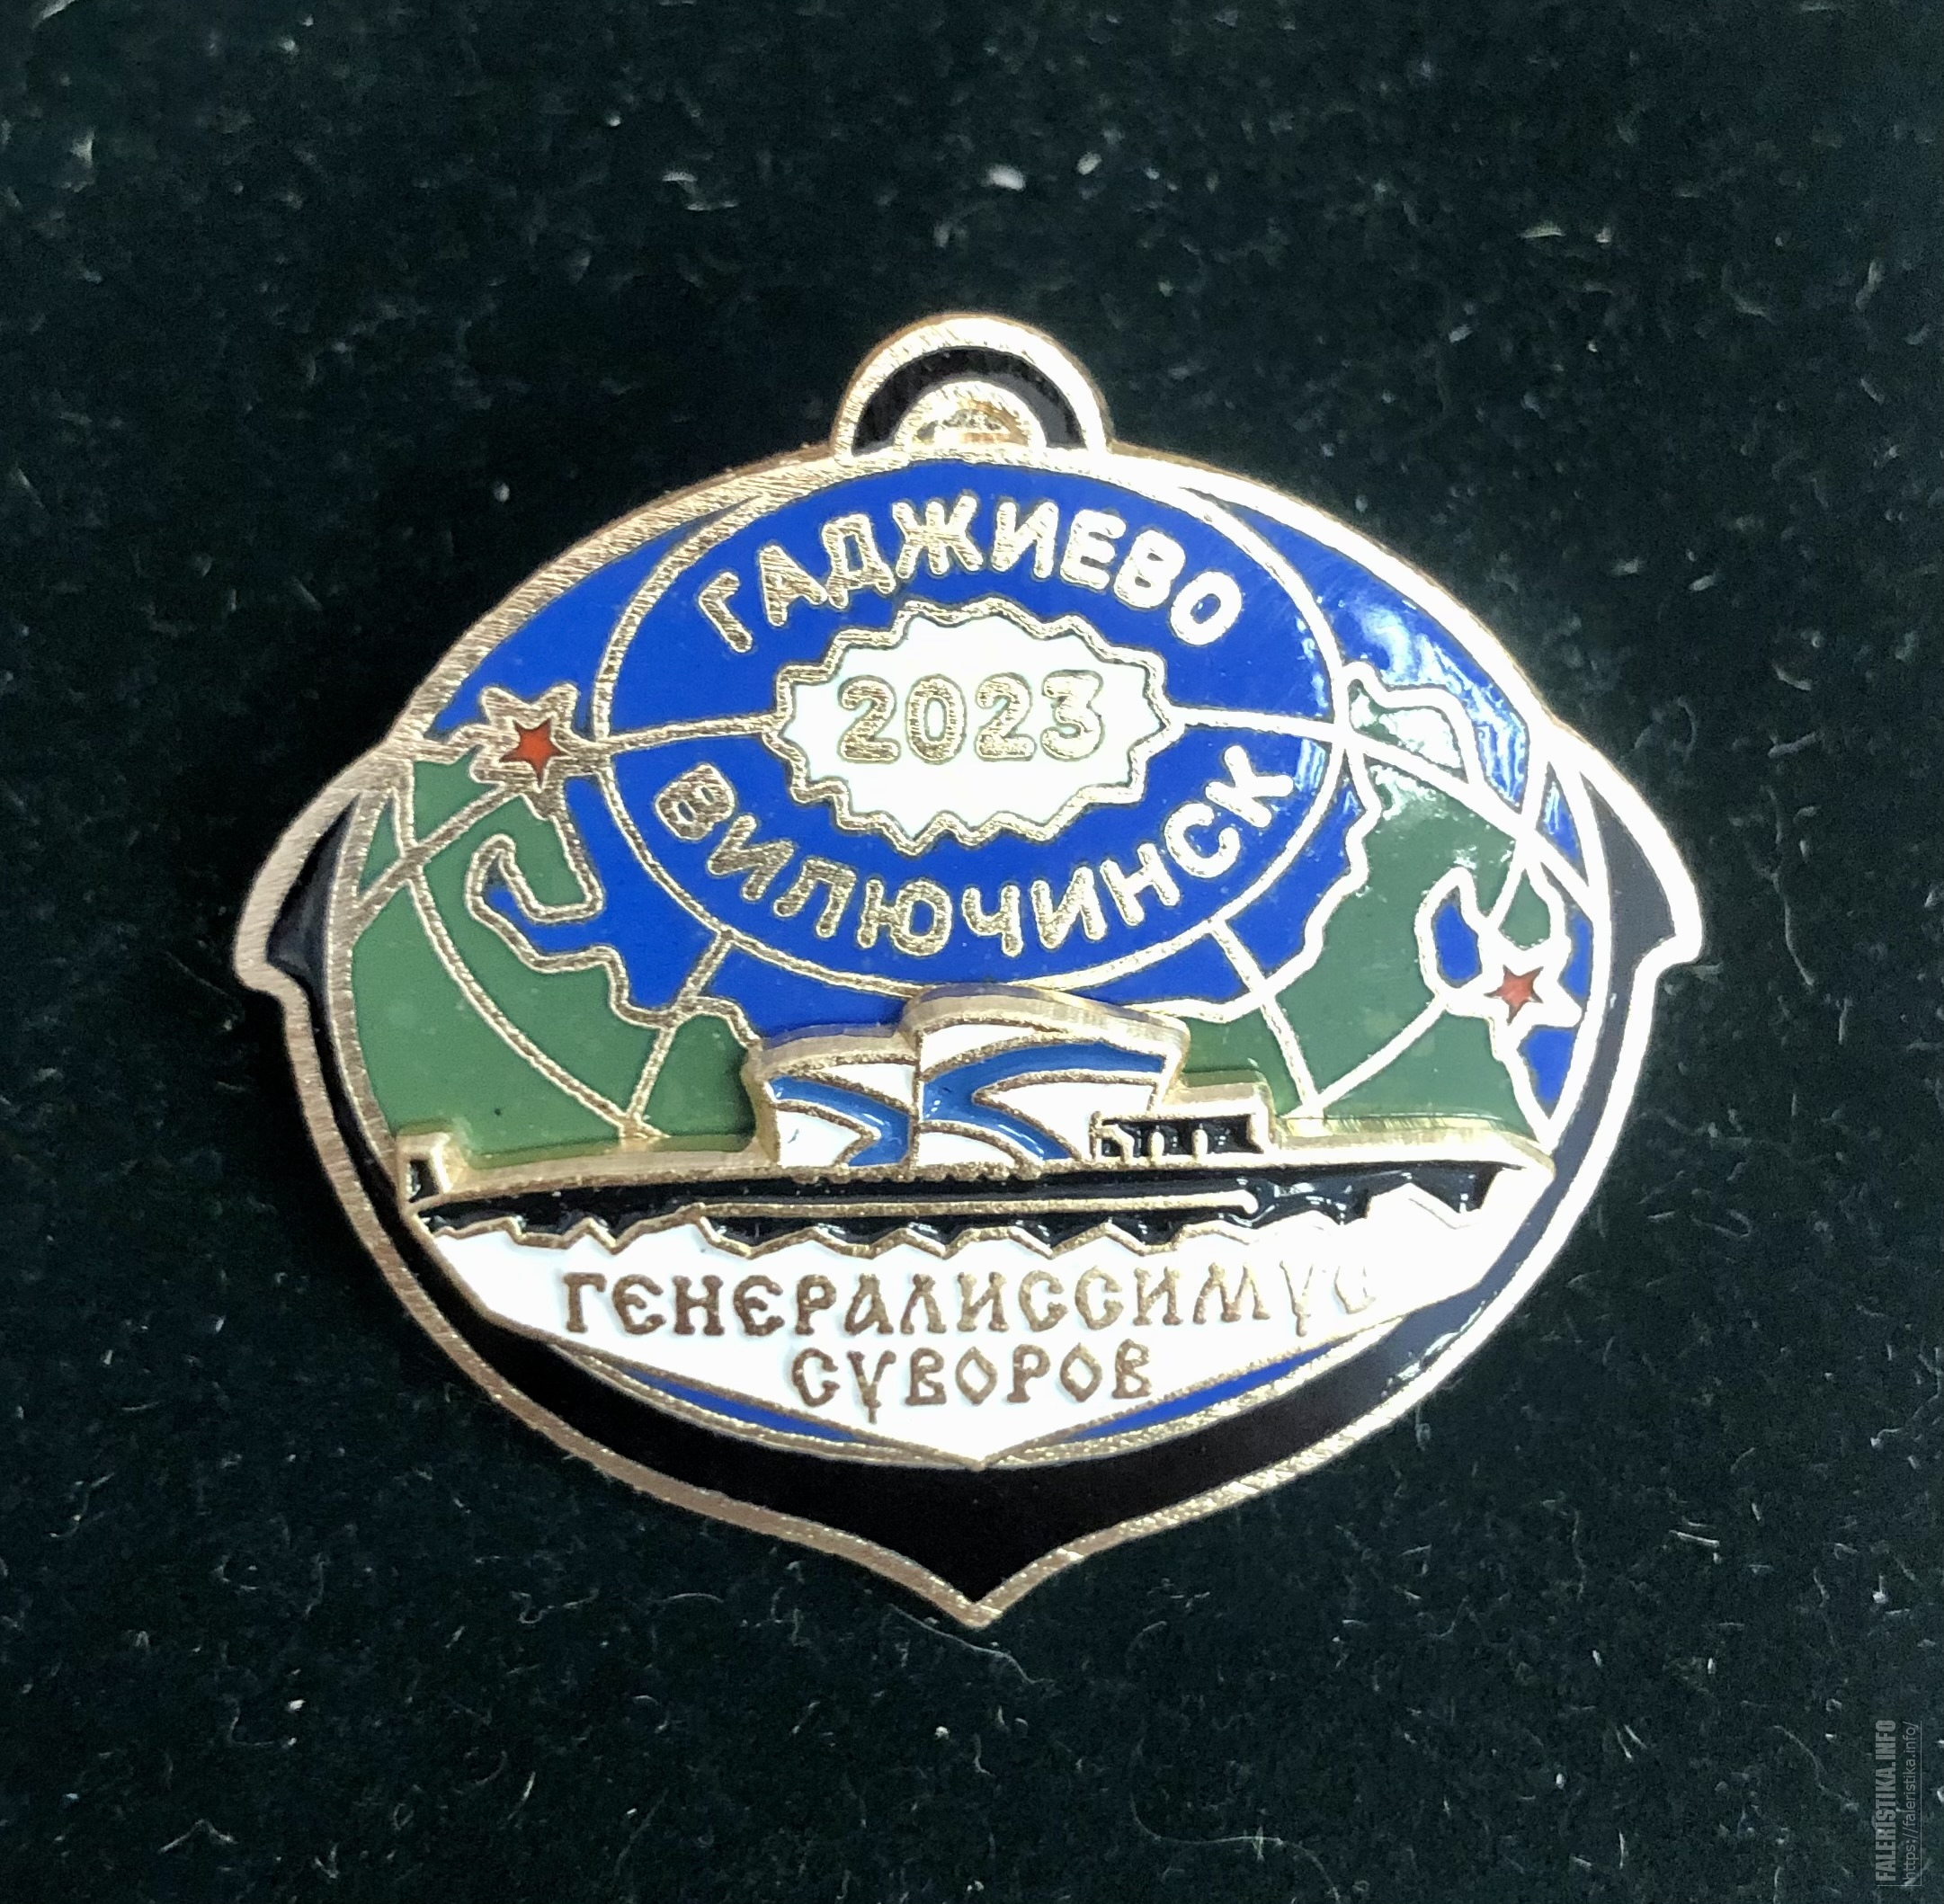 ГАДЖИЕВО
2023
ВИЛЮЧИНСК
ГЕНЕРАЛИССИМУС
СУВОРОВ
FALERISTIKA.INFO
https://faleristika.info/